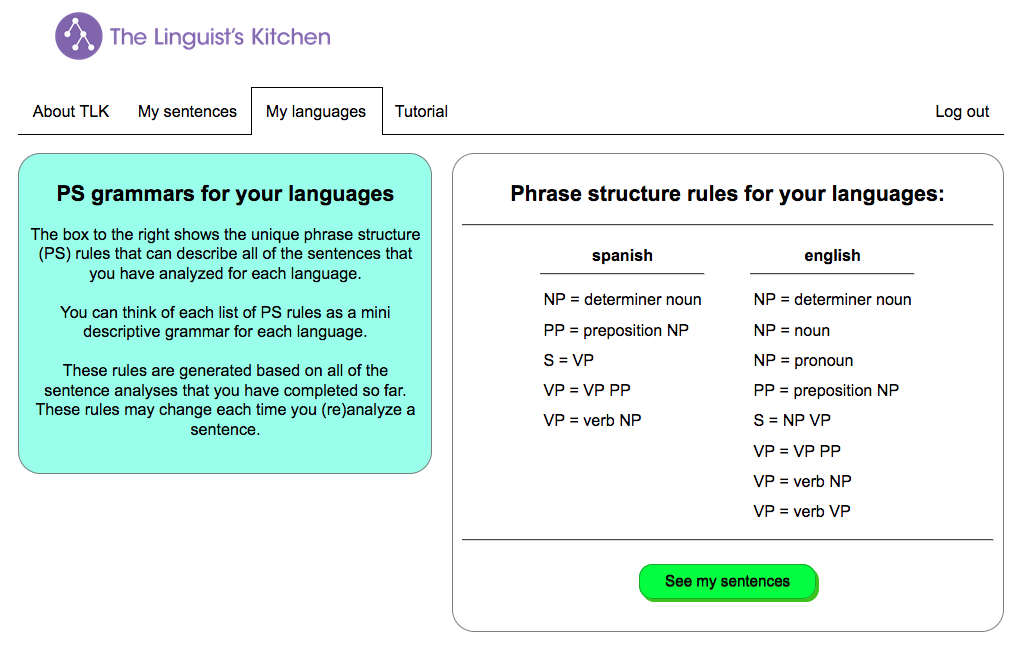 The Linguist's Kitchen
About TLK
My sentences
My languages
Tutorial
Log out
PS grammars for your languages
The box to the right shows the unique phrase structure
(PS) rules that can describe all of the sentences that
you have analyzed for each language.
You can think of each list of PS rules as a mini
descriptive grammar for each language.
These rules are generated based on all of the
sentence analyses that you have completed so far.
These rules may change each time you (re)analyze a
sentence.
Phrase structure rules for your languages:
spanish
NP = determiner noun
PP = preposition NP
S = VP
VP = VP PP
VP = verb NP
english
NP = determiner noun
NP = noun
NP = pronoun
PP = preposition NP
S = NP VP
VP = VP PP
VP = verb NP
VP = verb VP
See my sentences